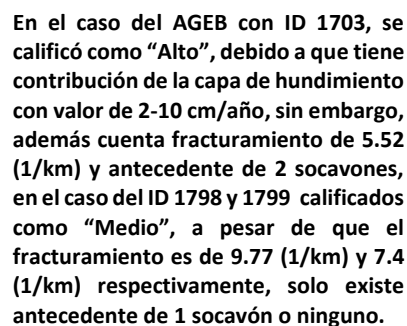 En el caso del AGEB con ID 1703, se
calificó como “Alto”, debido a que tiene
contribución de la capa de hundimiento
con valor de 2-10 cm/año, sin embargo,
además cuenta fracturamiento de 5.52
(1/km) y antecedente de 2 socavones,
en el caso del ID 1798 y 1799 calificados
como “Medio”, a pesar de que el
fracturamiento es de 9.77 (1/km) y 7.4
(1/km) respectivamente, solo existe
antecedente de 1 socavón o ninguno.